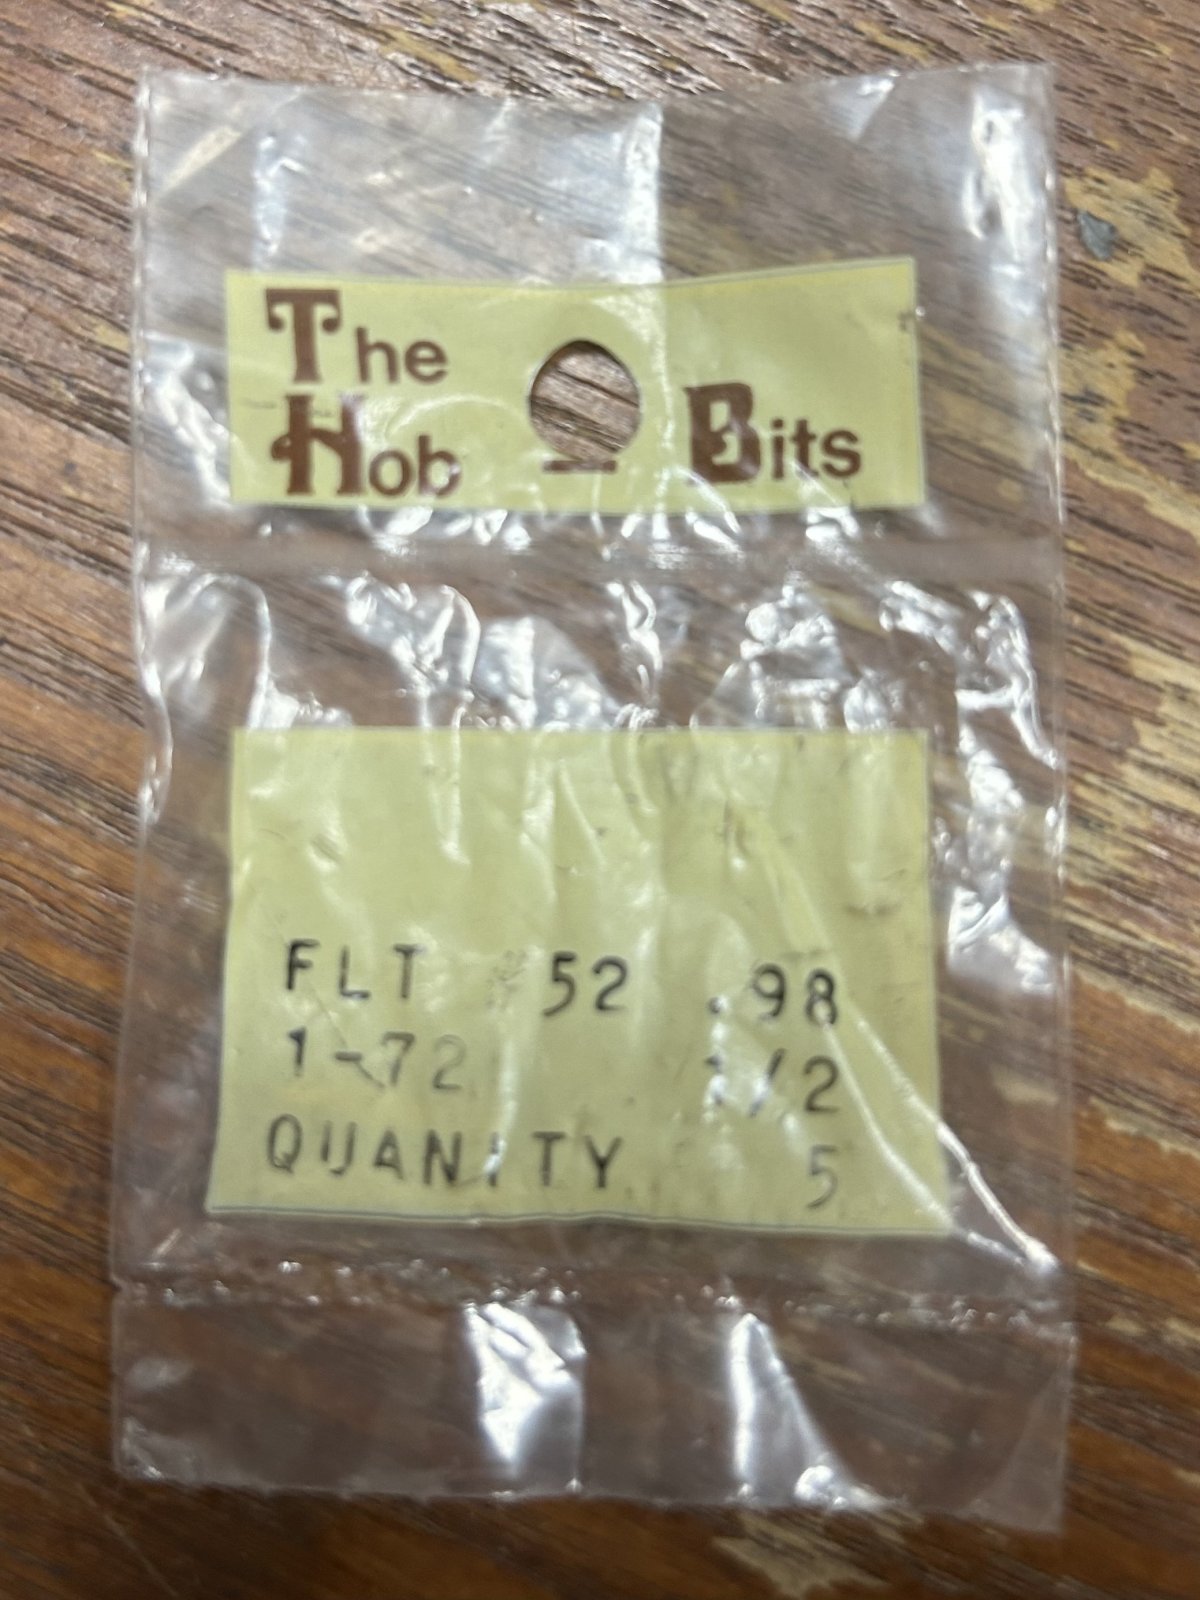 The
Hob Bits
FLT #52 .98
1-72 1/2
QUANITY 5